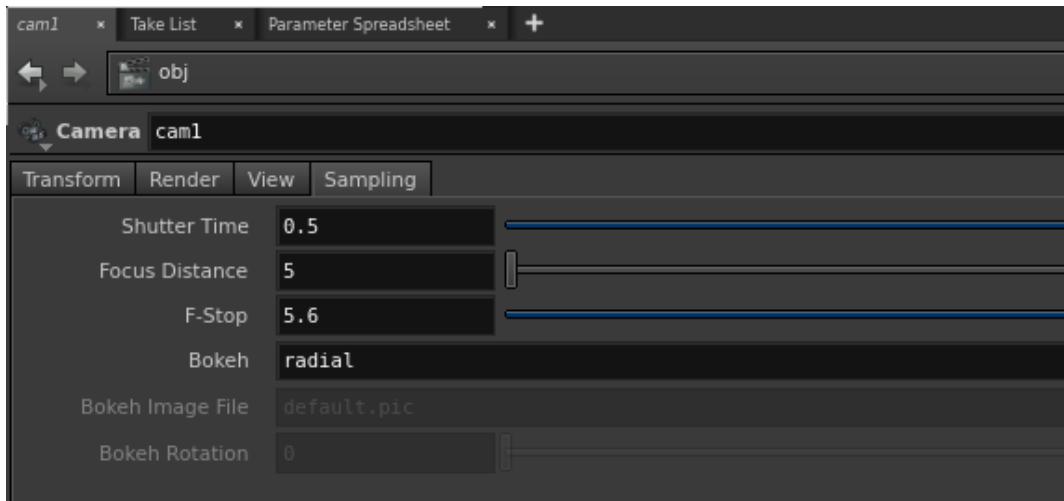 cam1 × Take List × Parameter Spreadsheet × +
obj
Camera cam1
Transform Render View Sampling
Shutter Time 0.5
Focus Distance 5
F-Stop 5.6
Bokeh radial
Bokeh Image File default.pic
Bokeh Rotation 0